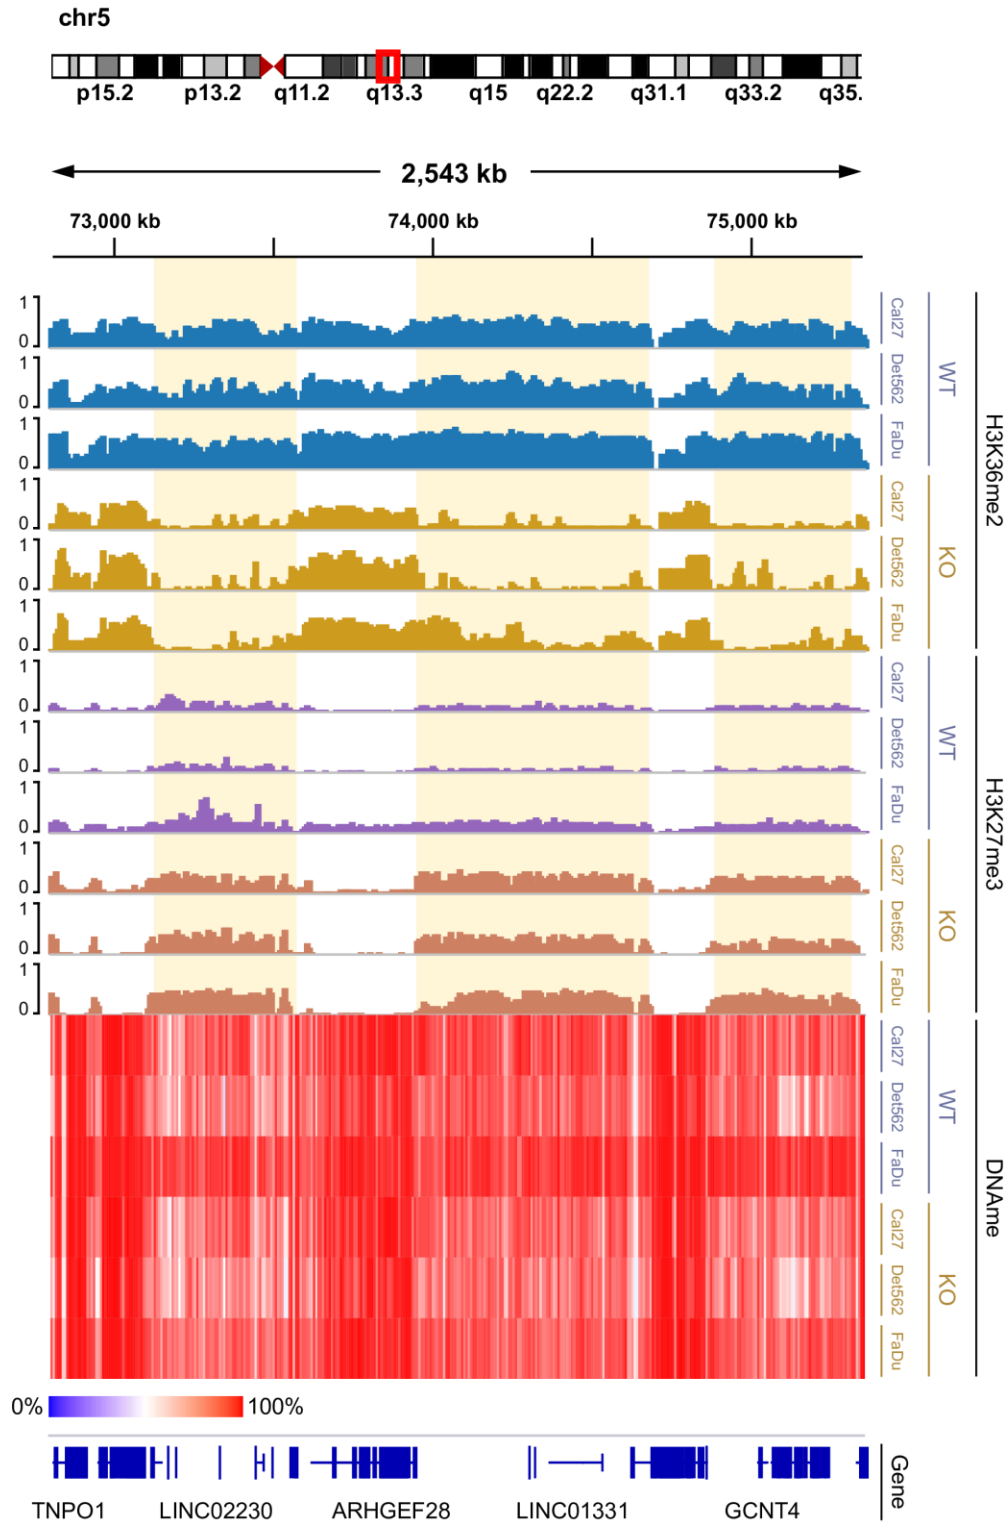 chr5
p15.2 p13.2 q11.2 q13.3 q15 q22.2 q31.1 q33.2 q35.
2,543 kb
73,000 kb 74,000 kb 75,000 kb
1
0
Cal27
1
0
Det562
WT
1
0
FaDu
H3K36me2
1
0
Cal27
1
0
Det562
KO
1
0
FaDu
1
0
Cal27
1
0
Det562
WT
1
0
FaDu
H3K27me3
1
0
Cal27
1
0
Det562
KO
1
0
FaDu
Cal27
Det562
WT
FaDu
DNAme
Cal27
Det562
KO
FaDu
0% 100%
Gene
TNPO1 LINC02230 ARHGEF28 LINC01331 GCNT4